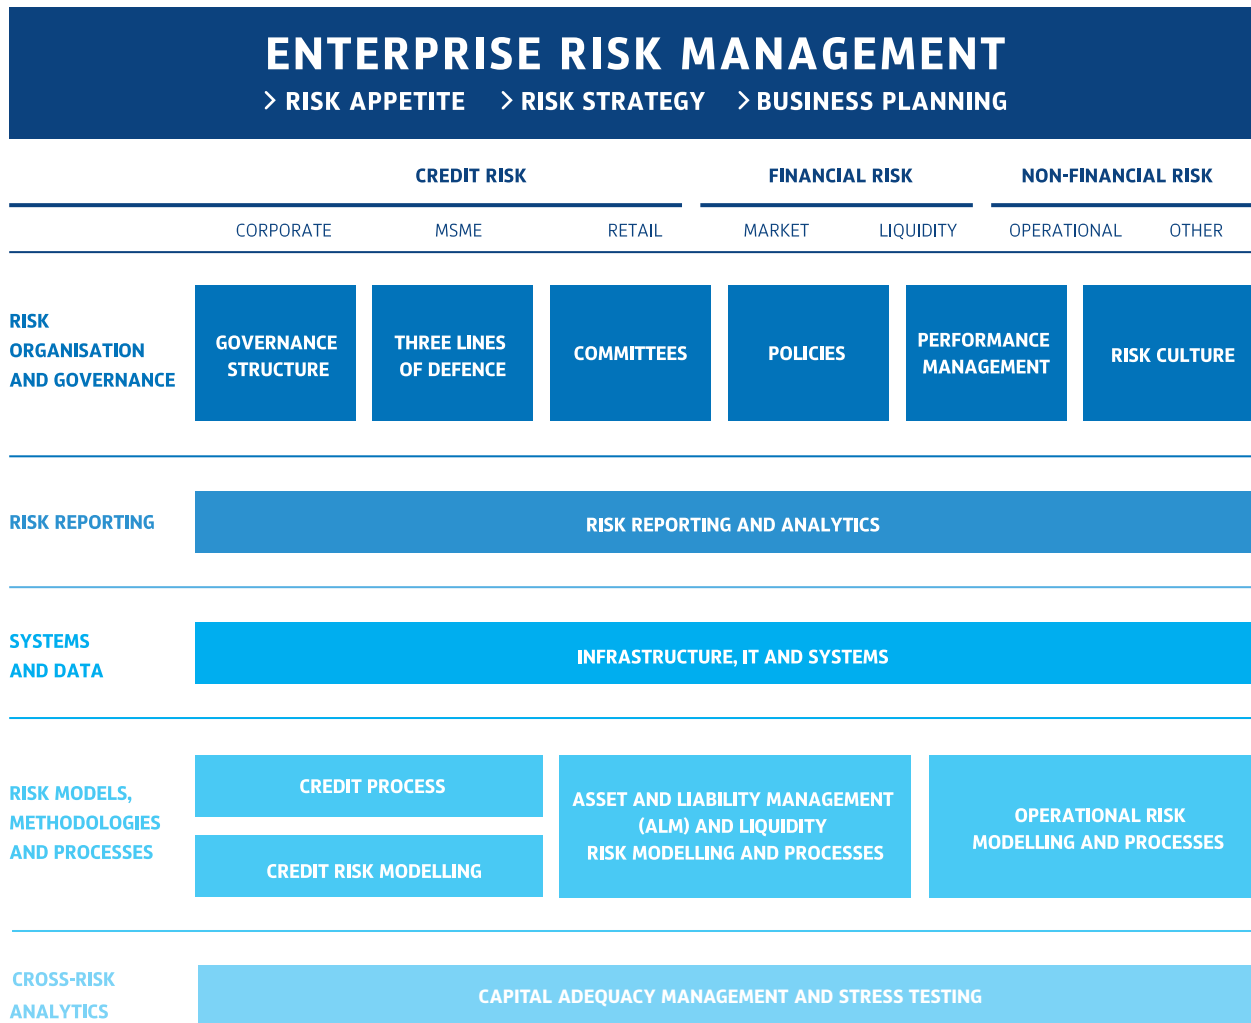 ENTERPRISE RISK MANAGEMENT
> RISK APPETITE > RISK STRATEGY > BUSINESS PLANNING
CREDIT RISK FINANCIAL RISK NON-FINANCIAL RISK
CORPORATE MSME RETAIL MARKET LIQUIDITY OPERATIONAL OTHER
RISK
ORGANISATION
AND GOVERNANCE
GOVERNANCE
STRUCTURE
THREE LINES
OF DEFENCE
COMMITTEES
POLICIES
PERFORMANCE
MANAGEMENT
RISK CULTURE
RISK REPORTING
RISK REPORTING AND ANALYTICS
SYSTEMS
AND DATA
INFRASTRUCTURE, IT AND SYSTEMS
RISK MODELS,
METHODOLOGIES
AND PROCESSES
CREDIT PROCESS
CREDIT RISK MODELLING
ASSET AND LIABILITY MANAGEMENT
(ALM) AND LIQUIDITY
RISK MODELLING AND PROCESSES
OPERATIONAL RISK
MODELLING AND PROCESSES
CROSS-RISK
ANALYTICS
CAPITAL ADEQUACY MANAGEMENT AND STRESS TESTING